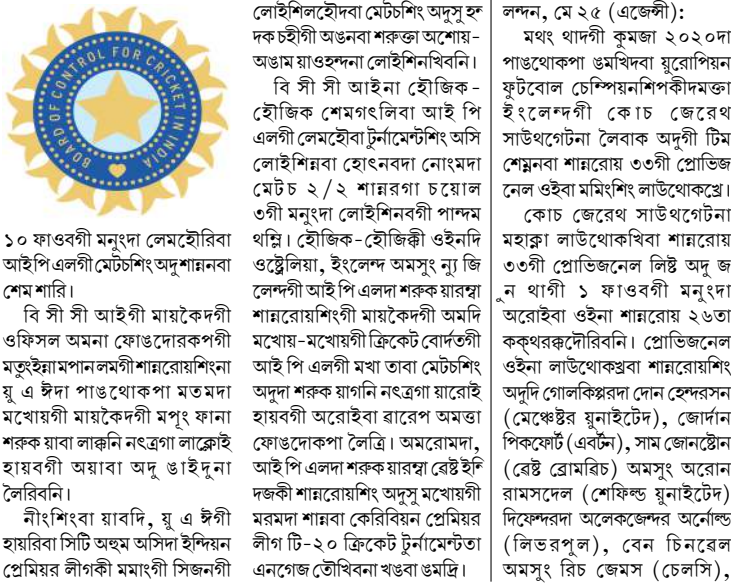 BOARD OF CONTROL FOR CRICKET IN INDIA
১০ ফাওবগী মনুংদা লেমহৌরিবা
আইপিএলগী মেটচশিং অদু শান্ননবা
শেম শারি।
বি সী সী আইগী মায়কৈদগী
ওফিসল অমনা ফোঙদোরকপগী
মতুংইন্না মপানলমগী শান্নরোয়শিংনা
য়ু এ ঈদা পাঙথোকপা মতমদা
মখোয়গী মায়কৈদগী মপূং ফানা
শরুক য়াবা লাক্কনি নৎত্রগা লাক্লোই
হায়বগী অয়াবা অদু ঙাইদুনা
লৈরিবনি।
নীংশিংবা য়াবদি, য়ু এ ঈগী
হায়রিবা সিটি অহুম অসিদা ইন্দিয়ন
প্রেমিয়র লীগকী মমাংগী সিজনগী
লোইশিলহৌদবা মেটচশিং অদুসু হন্দ
দক চহীগী অঙনবা শরুক্তা অশোয়-
অঙাম য়াওহন্দনা লোইশিনখিবনি।
বি সী সী আইনা হৌজিক-
হৌজিক শেমগৎলিবা আই পি
এলগী লেমহৌবা টুর্নামেন্টশিং অসি
লোইশিন্নবা হোৎনবদা নোংমদা
মেটচ ২/২ শান্নরগা চয়োল
৩গী মনুংদা লোইশিনবগী পান্দম
থম্লি। হৌজিক-হৌজিক্কী ওইনদি
ওষ্ট্রেলিয়া, ইংলেন্দ অমসুং ন্যু জি
লেন্দগী আই পি এলদা শরুক য়ারম্বা
শান্নরোয়শিংগী মায়কৈদগী অমদি
মখোয়-মখোয়গী ক্রিকেট বোর্দতগী
আই পি এলগী মখা তাবা মেটচশিং
অদুদা শরুক য়াগনি নৎত্রগা য়ারোই
হায়বগী অরোইবা ৱারেপ অমত্তা
ফোঙদোকপা লৈত্রি। অমরোমদা,
আই পি এলদা শরুক য়ারম্বা ৱেষ্ট ইন্দি
দজকী শান্নরোয়শিং অদুসু মখোয়গী
মরমদা শান্নবা কেরিবিয়ন প্রেমিয়র
লীগ টি-২০ ক্রিকেট টুর্নামেন্টতা
এনগেজ তৌখিবনা খঙবা ঙমদ্রি।
লন্দন, মে ২৫ (এজেন্সী):
মথং থাদগী কুমজা ২০২০দা
পাঙথোকপা ঙমখিদবা য়ুরোপিয়ন
ফুটবোল চেম্পিয়নশিপকীদমক্তা
ইংলেন্দগী কোচ জেরেথ
সাউথগেটনা লৈবাক অদুগী টিম
শেম্ননবা শান্নরোয় ৩৩গী প্রোভিজ
নেল ওইবা মমিংশিং লাউথোকখ্রে।
কোচ জেরেথ সাউথগেটনা
মহাক্না লাউথোকখিবা শান্নরোয়
৩৩গী প্রোভিজনেল লিষ্ট অদু জ
ুন থাগী ১ ফাওবগী মনুংদা
অরোইবা ওইনা শান্নরোয় ২৬তা
কক্থরক্কদৌরিবনি। প্রোভিজনেল
ওইনা লাউথোকখ্রবা শান্নরোয়শিং
অদুদি গোলকিপ্পরদা দোন হেন্দরসন
(মেঞ্চেষ্টর য়ুনাইটেদ), জোর্দান
পিকফোর্ট (এবর্টন), সাম জোনষ্টোন
(ৱেষ্ট ব্রোমৱিচ) অমসুং অরোন
রামসদেল (শেফিল্ড য়ুনাইটেদ)
দিফেন্দরদা অলেকজেন্দর অর্নোল্ড
(লিভরপুল), বেন চিনৱেল
অমসুং রিচ জেমস (চেলসি),